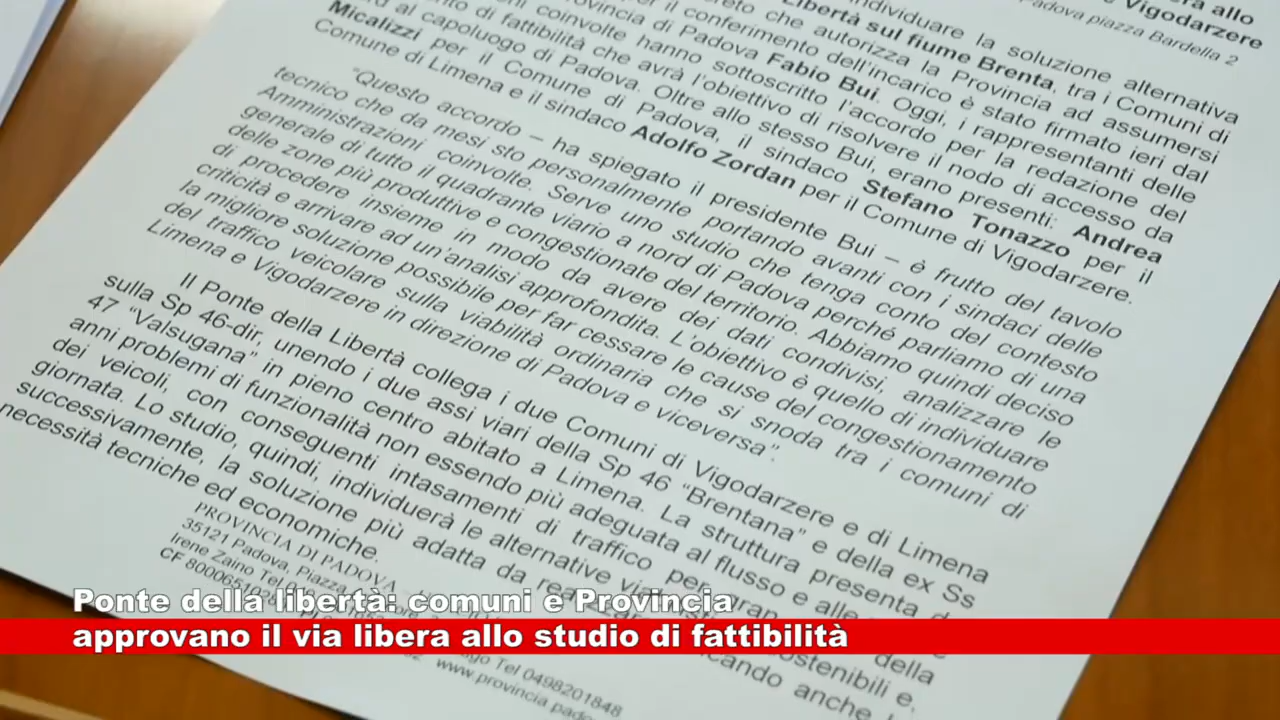 allo
e Vigodarzere
Padova piazza Bardella 2
individuare la soluzione alternativa
Libertà sul fiume Brenta, tra i Comuni di
che autorizza la Provincia ad assumersi
per il conferimento dell'incarico è stato firmato ieri dal
Provincia di Padova Fabio Bui. Oggi, i rappresentanti delle
coinvolte hanno sottoscritto l'accordo per la redazione del
di fattibilità che avrà l'obiettivo di risolvere il nodo di accesso da
al capoluogo di Padova. Oltre allo stesso Bui, erano presenti: Andrea
Micalizzi per il Comune di Padova, il sindaco Stefano Tonazzo per il
Comune di Limena e il sindaco Adolfo Zordan per il Comune di Vigodarzere.
"Questo accordo – ha spiegato il presidente Bui – è frutto del tavolo
tecnico che da mesi sto personalmente portando avanti con i sindaci delle
Amministrazioni coinvolte. Serve uno studio che tenga conto del contesto
generale di tutto il quadrante viario a nord di Padova perché parliamo di una
delle zone più produttive e congestionate del territorio. Abbiamo quindi deciso
di procedere insieme in modo da avere dei dati condivisi, analizzare le
criticità e arrivare ad un'analisi approfondita. L'obiettivo è quello di individuare
la migliore soluzione possibile per far cessare le cause del congestionamento
del traffico veicolare sulla viabilità ordinaria che si snoda tra i comuni di
Limena e Vigodarzere in direzione di Padova e viceversa".
Il Ponte della Libertà collega i due Comuni di Vigodarzere e di Limena
sulla Sp 46-dir, unendo i due assi viari della Sp 46 "Brentana" e della ex Ss
47 "Valsugana" in pieno centro abitato a Limena. La struttura presenta
anni problemi di funzionalità non essendo più adeguata al flusso e alle
dei veicoli, con conseguenti intasamenti di traffico per della
giornata. Lo studio, quindi, individuerà le alternative sostenibili e,
successivamente, la soluzione più adatta da anche
necessità tecniche ed economiche.
PROVINCIA DI PADOVA
35121 Padova, Piazza
Irene Zaino Tel
CF
Tel 0498201848
www.provincia
Ponte della libertà: comuni e Provincia
approvano il via libera allo studio di fattibilità